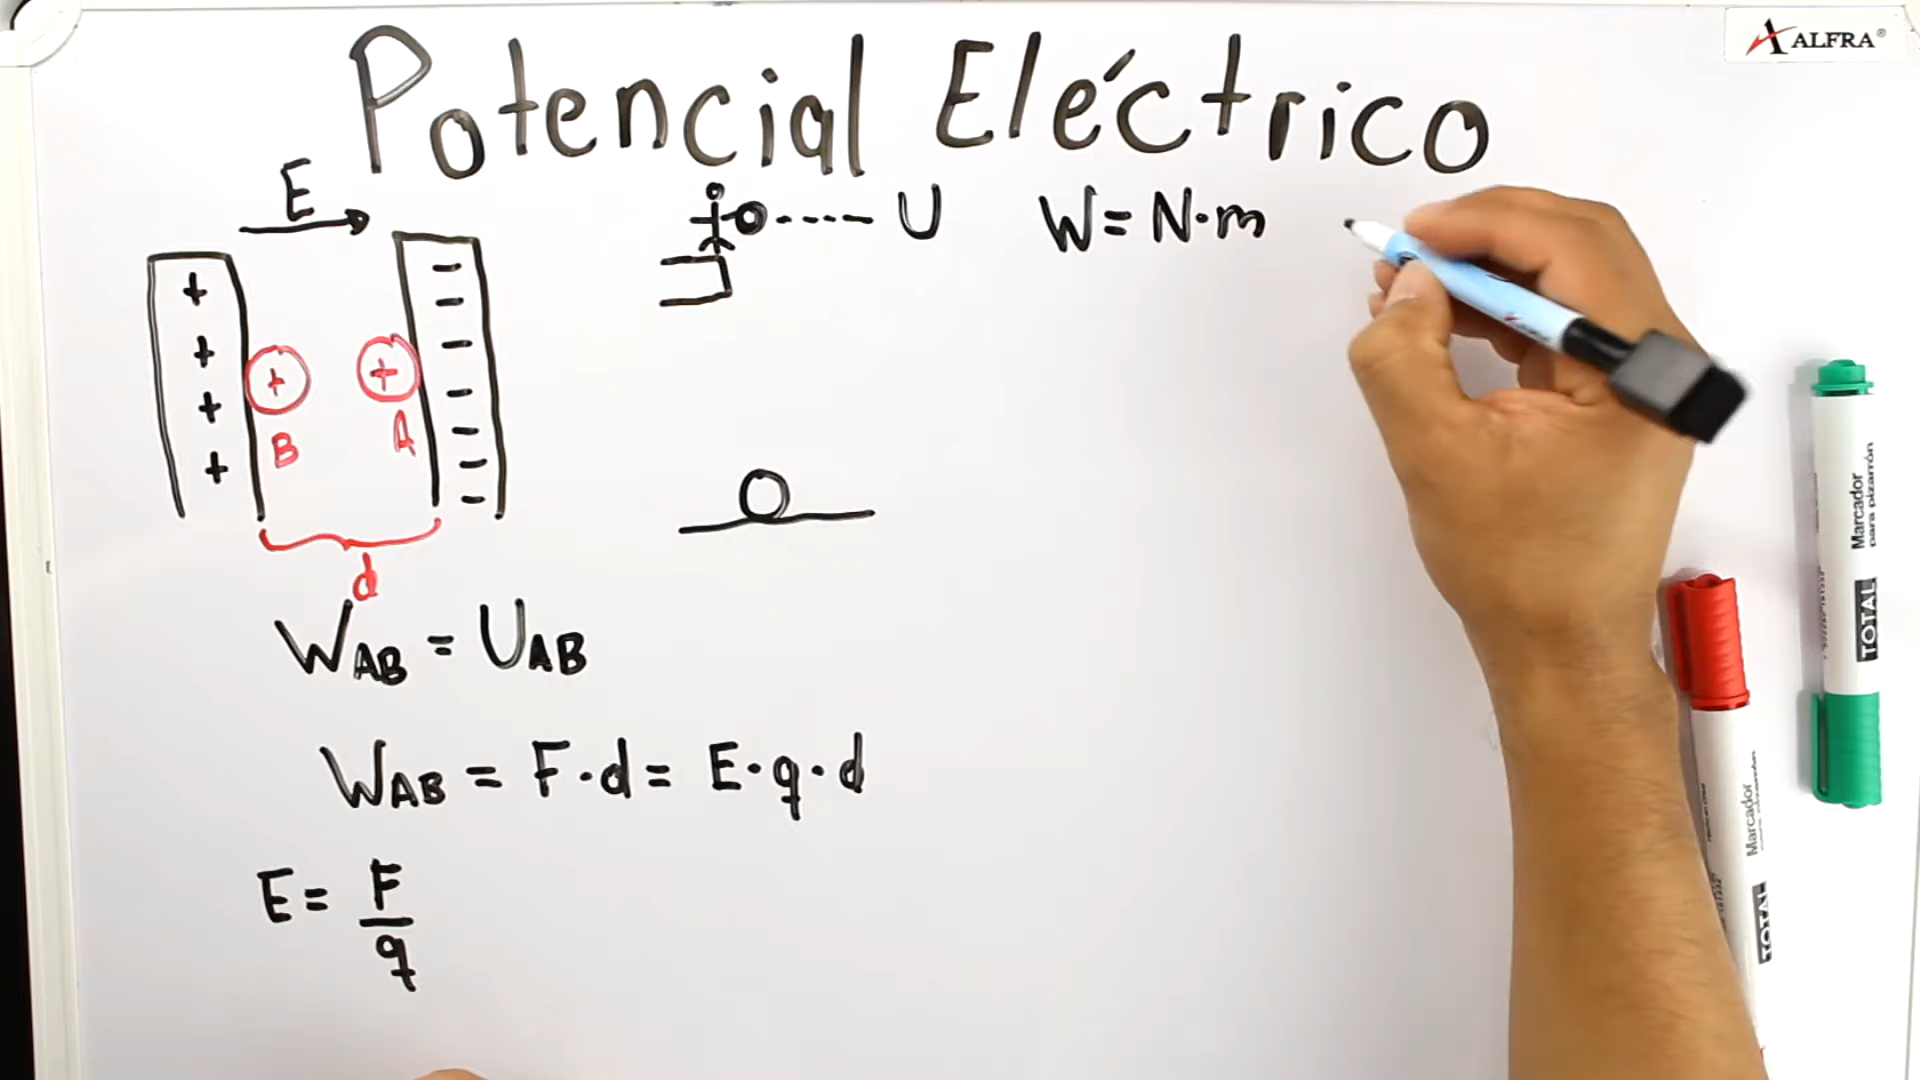 ALFRA®
Potencial Eléctrico
E
U
W = N·m
+
+
+
+
-
-
-
-
-
-
-
+
+
B
A
d
W_AB = U_AB
W_AB = F·d = E·q·d
E = F/q
Marcador
para pizarrón
TOTAL
Marcador
TOTAL